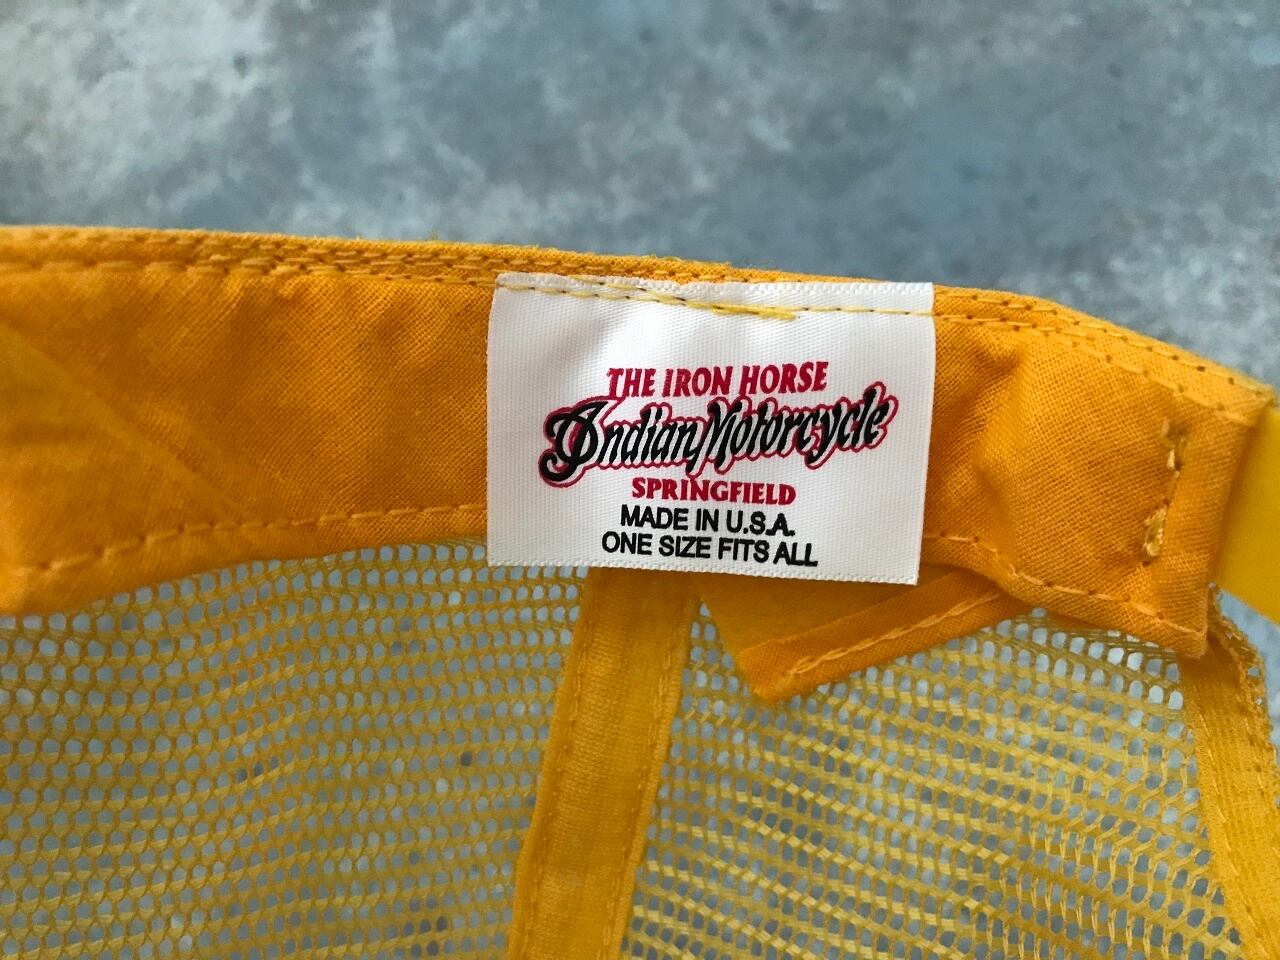 THE IRON HORSE
Indian Motorcycle
SPRINGFIELD
MADE IN U.S.A.
ONE SIZE FITS ALL